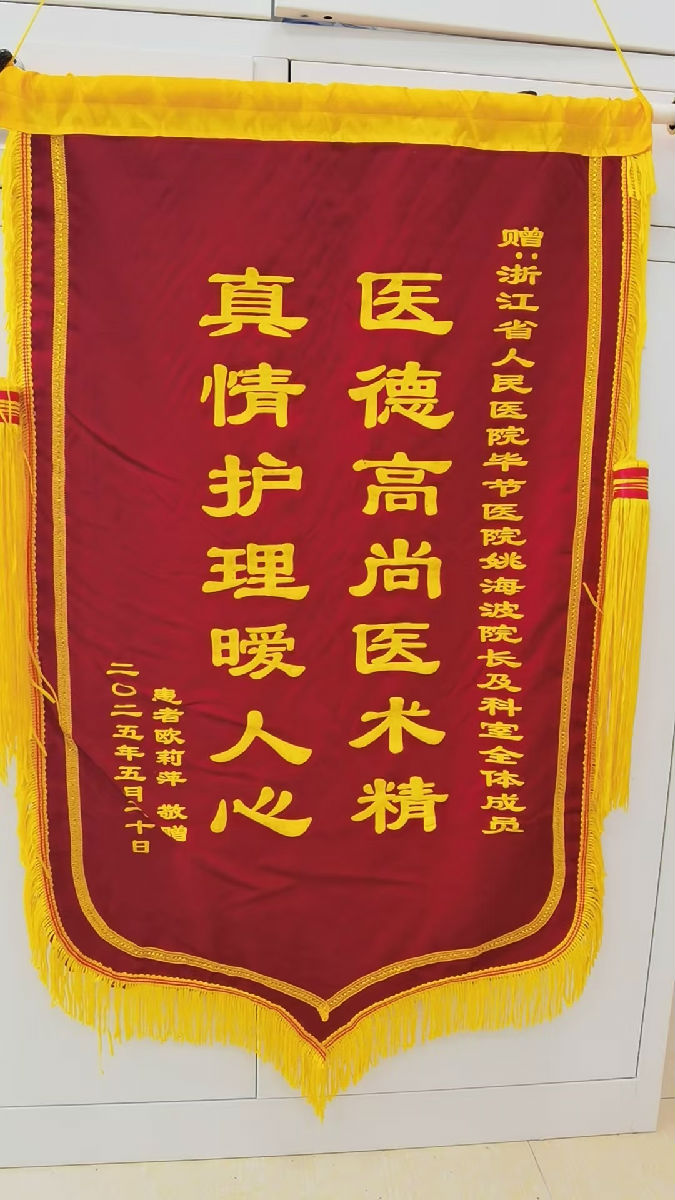 赠:浙江省人民医院毕节医院姚海波院长及科室全体成员
医德高尚医术精
真情护理暧人心
患者欧莉萍 敬赠
二〇二五年五月二十日